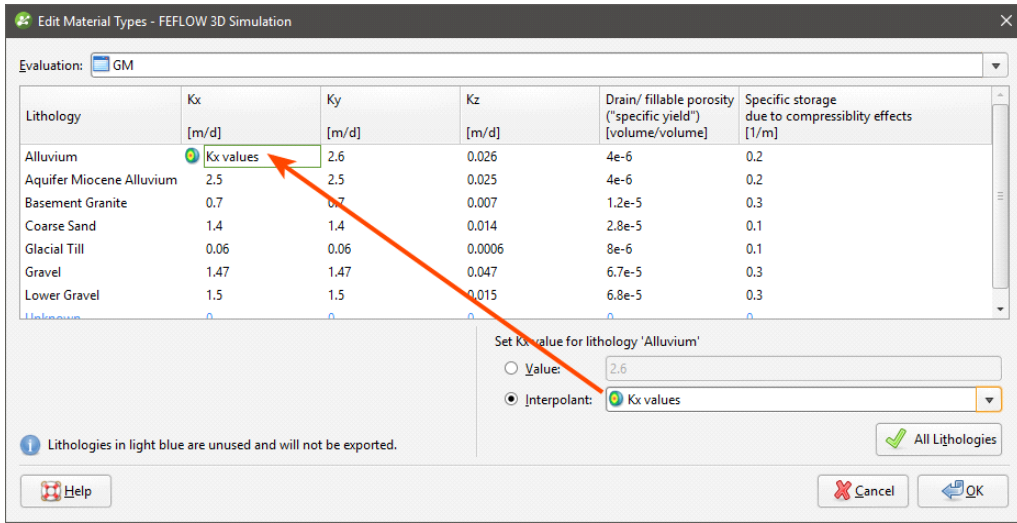 Edit Material Types - FEFLOW 3D Simulation
Evaluation: GM
Lithology Kx [m/d] Ky [m/d] Kz [m/d] Drain/ fillable porosity ("specific yield") [volume/volume] Specific storage due to compressiblity effects [1/m]
Alluvium Kx values 2.6 0.026 4e-6 0.2
Aquifer Miocene Alluvium 2.5 2.5 0.025 4e-6 0.2
Basement Granite 0.7 0.7 0.007 1.2e-5 0.3
Coarse Sand 1.4 1.4 0.014 2.8e-5 0.1
Glacial Till 0.06 0.06 0.0006 8e-6 0.1
Gravel 1.47 1.47 0.047 6.7e-5 0.3
Lower Gravel 1.5 1.5 0.015 6.8e-5 0.3
Unknown 0 0 0 0 0
Set Kx value for lithology 'Alluvium'
Value: 2.6
Interpolant: Kx values
All Lithologies
Lithologies in light blue are unused and will not be exported.
Help Cancel OK